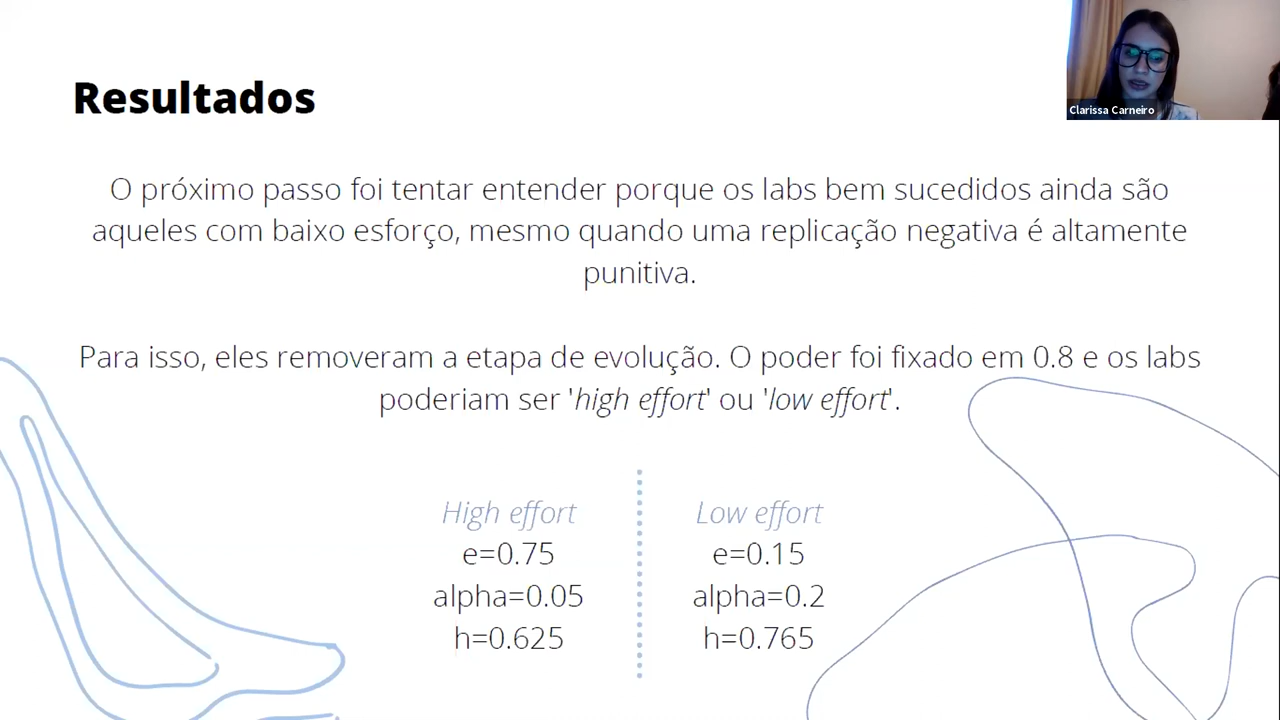 Clarissa Carneiro
Resultados
O próximo passo foi tentar entender porque os labs bem sucedidos ainda são
aqueles com baixo esforço, mesmo quando uma replicação negativa é altamente
punitiva.
Para isso, eles removeram a etapa de evolução. O poder foi fixado em 0.8 e os labs
poderiam ser 'high effort' ou 'low effort'.
High effort
e=0.75
alpha=0.05
h=0.625
Low effort
e=0.15
alpha=0.2
h=0.765